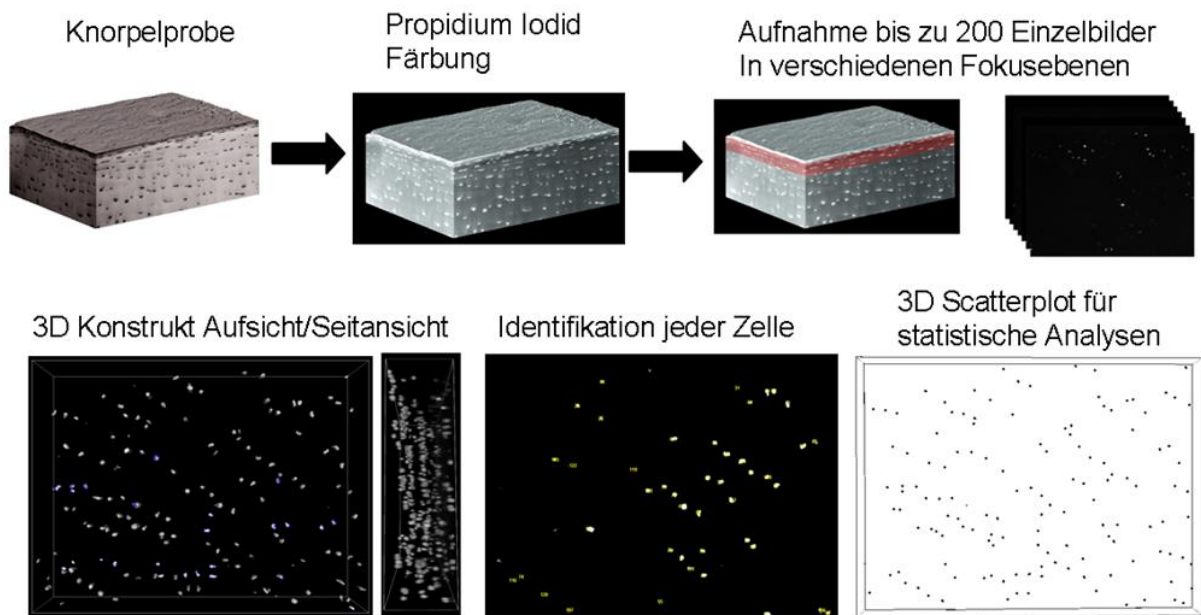 Knorpelprobe
Propidium Iodid
Färbung
Aufnahme bis zu 200 Einzelbilder
In verschiedenen Fokusebenen
3D Konstrukt Aufsicht/Seitansicht
Identifikation jeder Zelle
3D Scatterplot für
statistische Analysen